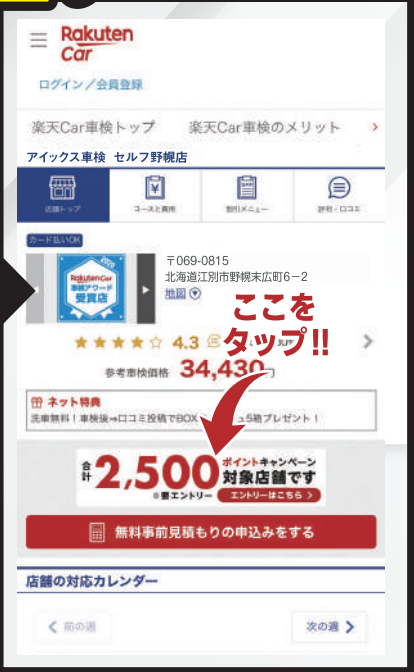 Rakuten
Car
ログイン／会員登録
楽天Car車検トップ 楽天Car車検のメリット
アイックス車検 セルフ野幌店
店舗トップ コースと費用 割引メニュー 評判・口コミ
カード払いOK
2020
RakutenCar
車検アワード
受賞店
〒069-0815
北海道江別市野幌末広町6－2
地図
4.3
ここを
タップ!!
参考車検価格 34,430円
ネット特典
洗車無料！車検後⇒口コミ投稿でBOX ュ5箱プレゼント！
合計2,500ポイントキャンペーン
対象店舗です
※要エントリー エントリーはこちら
無料事前見積もりの申込みをする
店舗の対応カレンダー
前の週 次の週